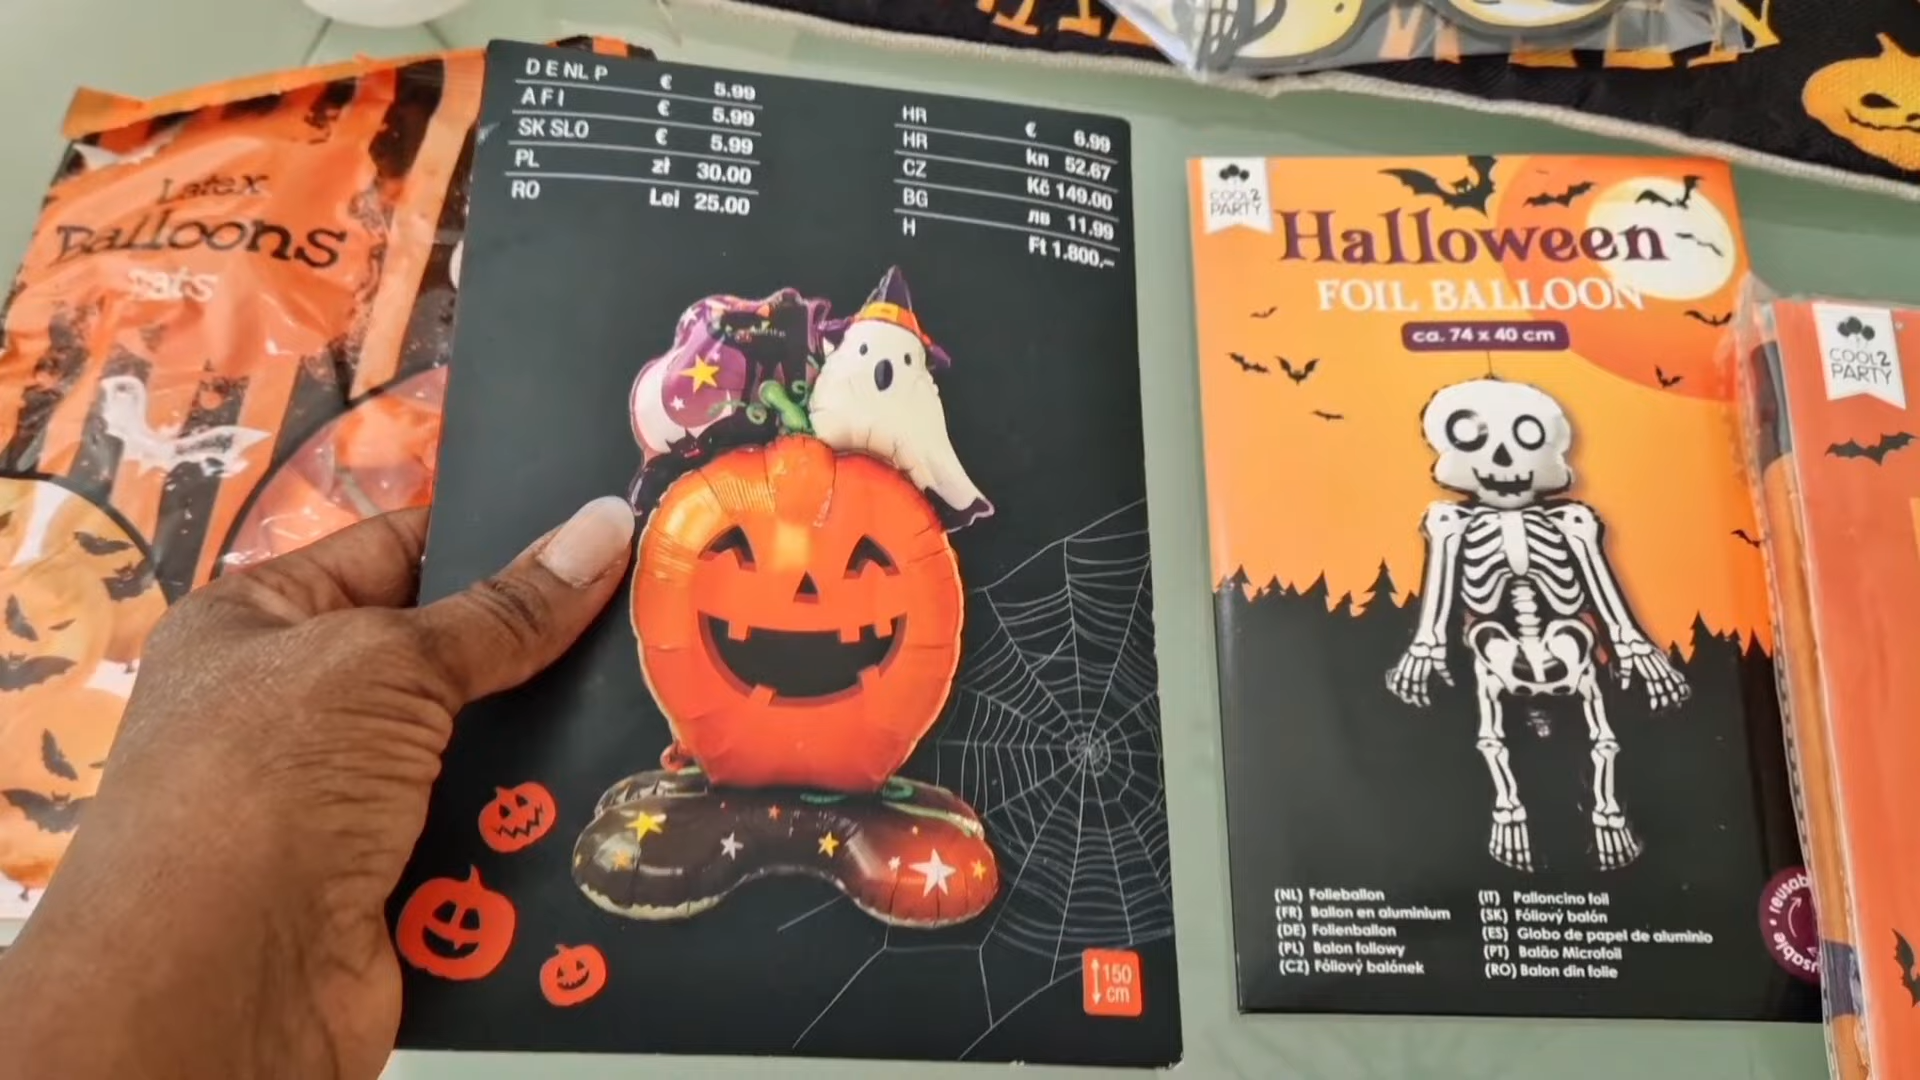 Latex
Balloons
D E NL P € 5.99
A F I € 5.99
SK SLO € 5.99
PL zł 30.00
RO Lei 25.00
HR € 6.99
HR kn 52.67
CZ Kč 149.00
BG лв 11.99
H Ft 1.800.–
150
cm
COOL2
PARTY
Halloween
FOIL BALLOON
ca. 74 x 40 cm
(NL) Folieballon
(FR) Ballon en aluminium
(DE) Folienballon
(PL) Balon foliowy
(CZ) Fóliový balónek
(IT) Palloncino foil
(SK) Fóliový balón
(ES) Globo de papel de aluminio
(PT) Balão Microfoil
(RO) Balon din folie
reusable
COOL2
PARTY